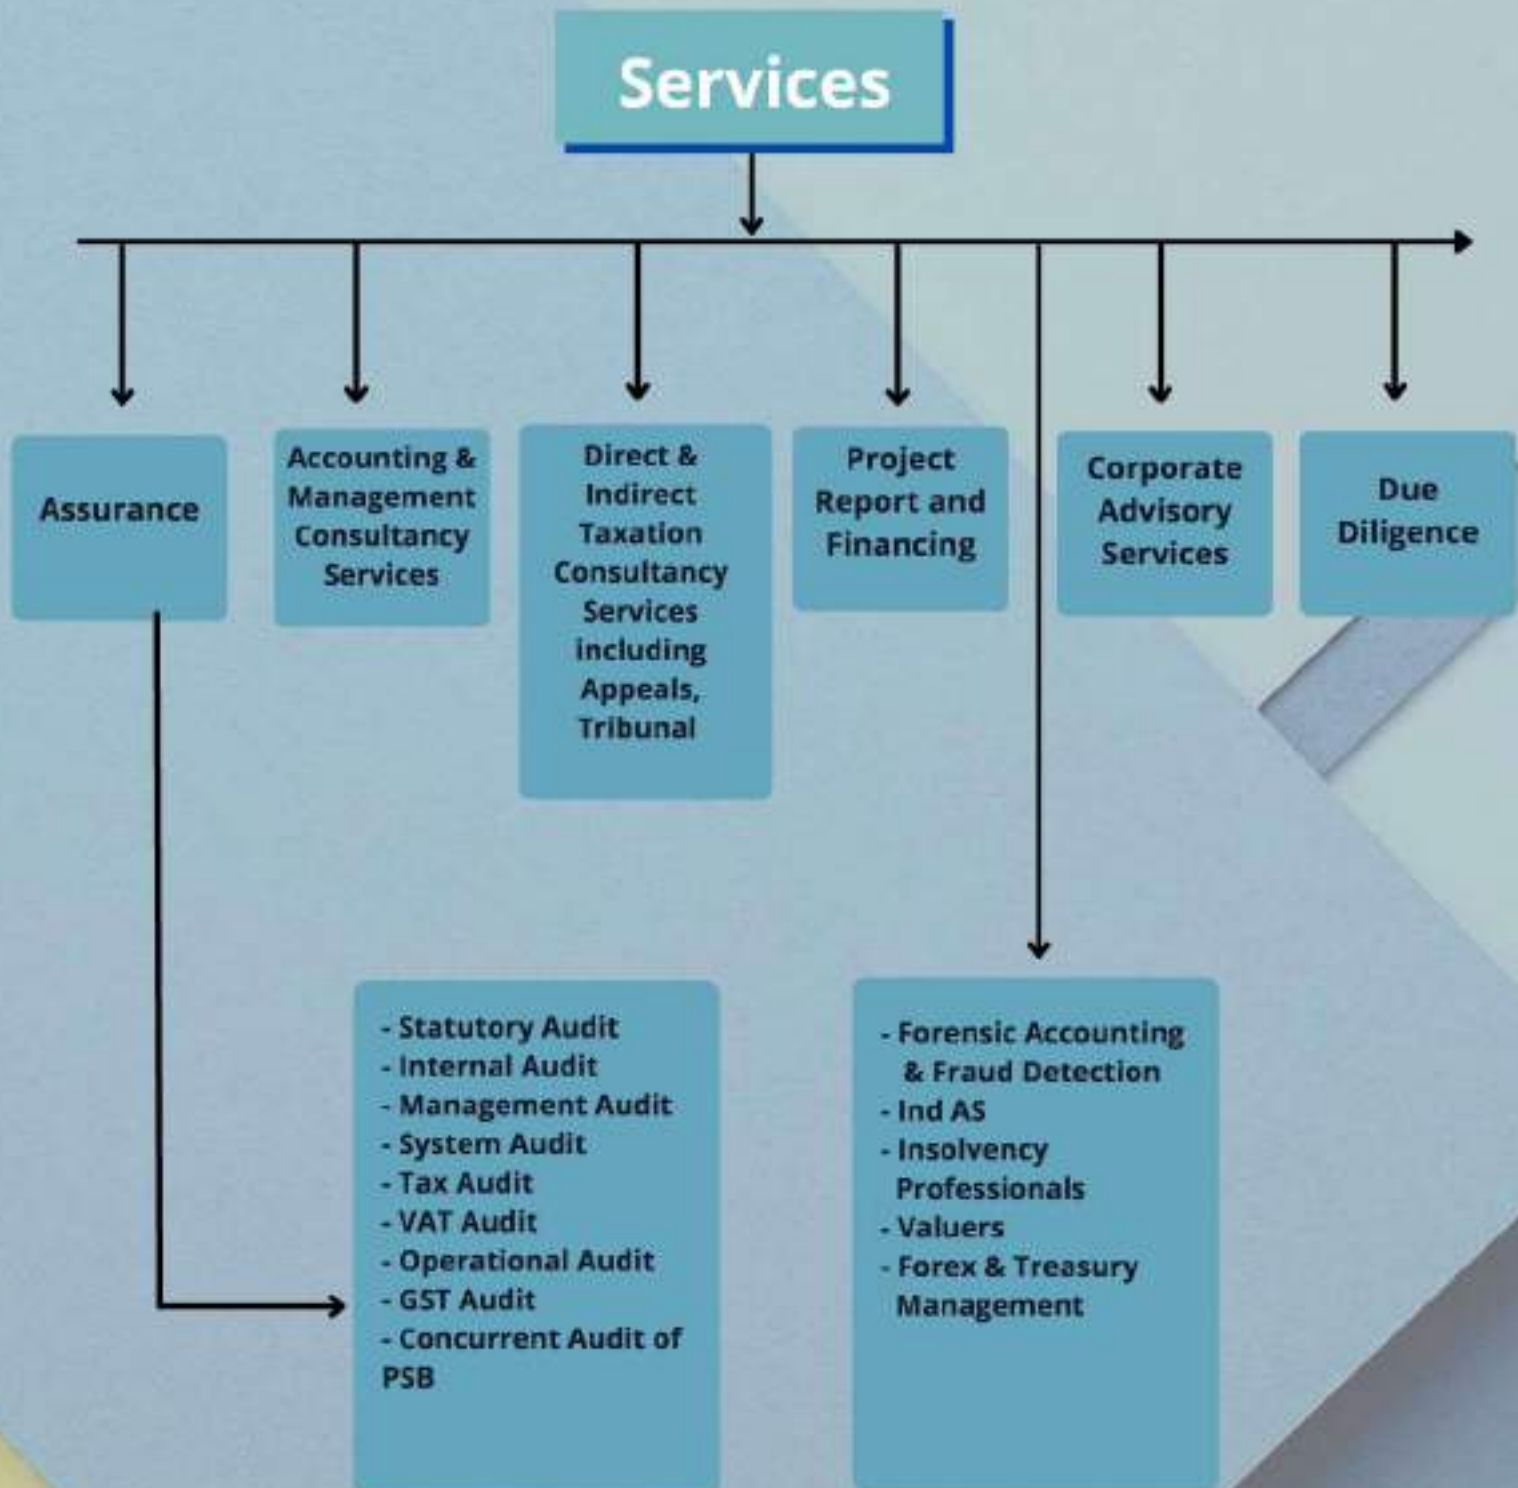 Services
Assurance
Accounting &
Management
Consultancy
Services
Direct &
Indirect
Taxation
Consultancy
Services
including
Appeals,
Tribunal
Project
Report and
Financing
Corporate
Advisory
Services
Due
Diligence
- Statutory Audit
- Internal Audit
- Management Audit
- System Audit
- Tax Audit
- VAT Audit
- Operational Audit
- GST Audit
- Concurrent Audit of
PSB
- Forensic Accounting
& Fraud Detection
- Ind AS
- Insolvency
Professionals
- Valuers
- Forex & Treasury
Management